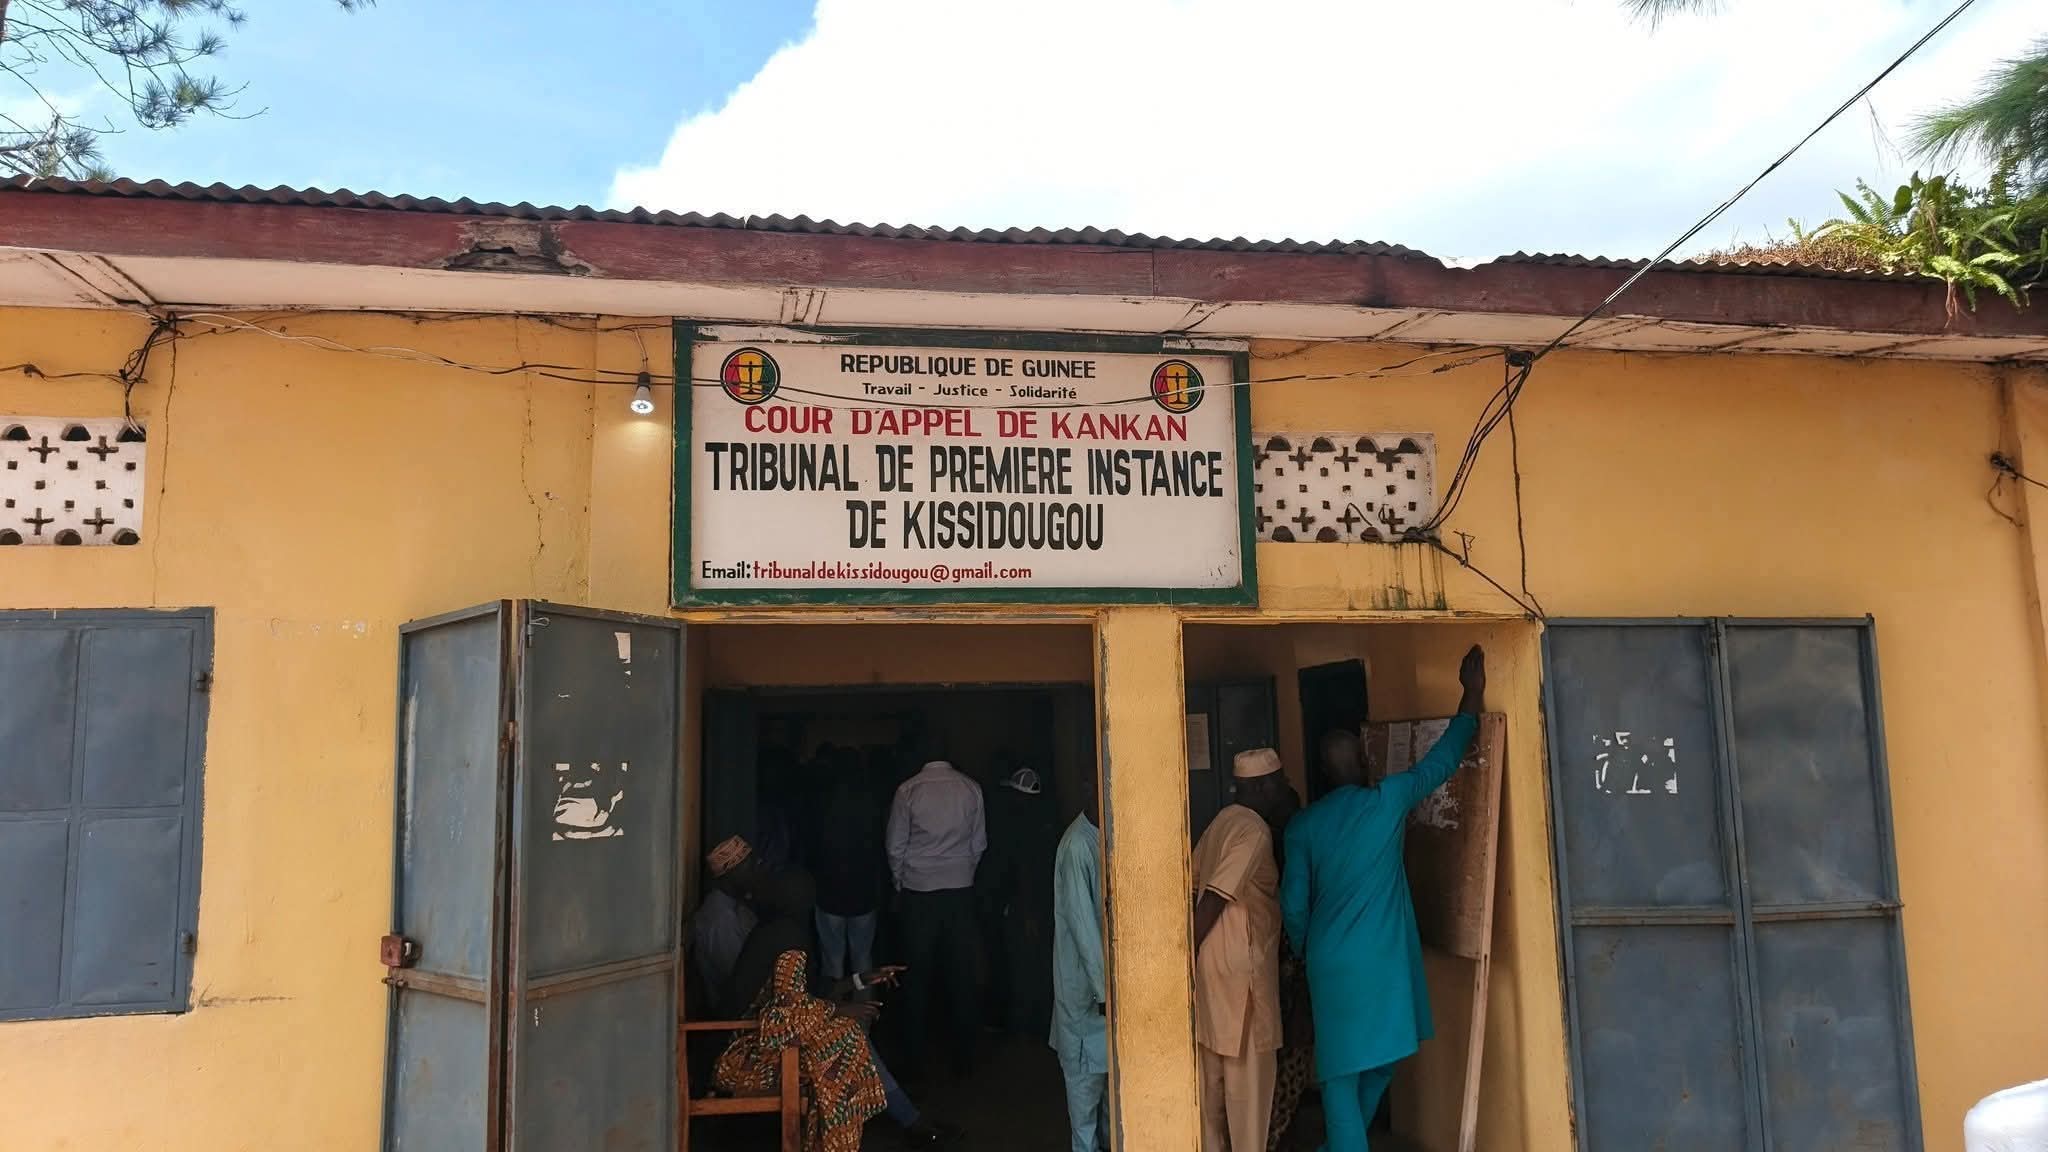 REPUBLIQUE DE GUINEE
Travail - Justice - Solidarité
COUR D'APPEL DE KANKAN
TRIBUNAL DE PREMIERE INSTANCE
DE KISSIDOUGOU
Email: tribunaldekissidougou@gmail.com